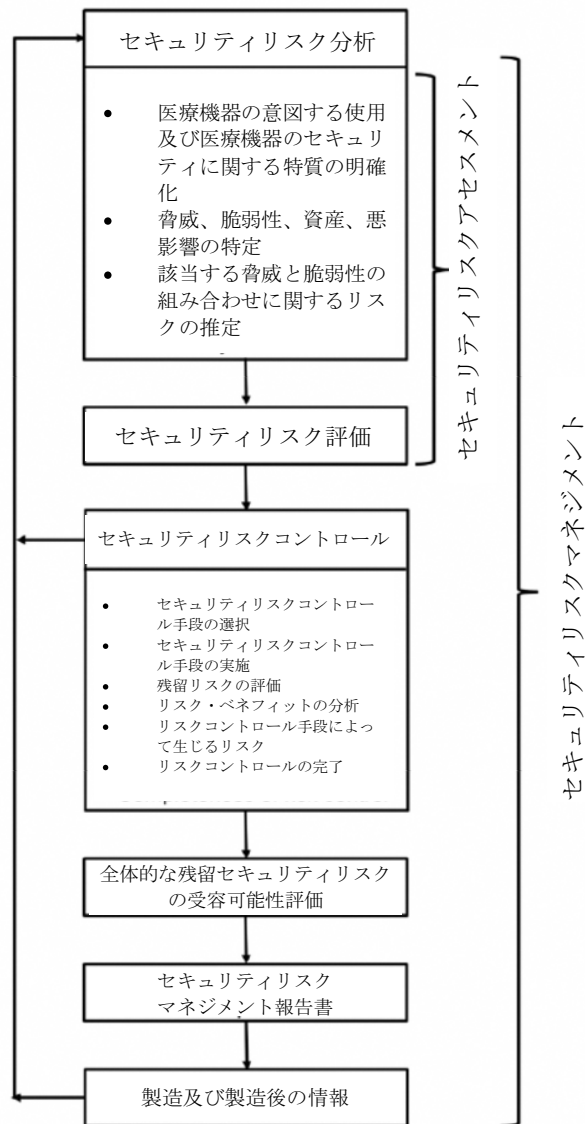 セキュリティリスク分析
• 医療機器の意図する使用
及び医療機器のセキュリ
ティに関する特質の明確
化
• 脅威、脆弱性、資産、悪
影響の特定
• 該当する脅威と脆弱性の
組み合わせに関するリス
クの推定
セキュリティリスク評価
セキュリティリスクアセスメント
セキュリティリスクコントロール
• セキュリティリスクコントロー
ル手段の選択
• セキュリティリスクコントロー
ル手段の実施
• 残留リスクの評価
• リスク・ベネフィットの分析
• リスクコントロール手段によっ
て生じるリスク
• リスクコントロールの完了
全体的な残留セキュリティリスク
の受容可能性評価
セキュリティリスク
マネジメント報告書
製造及び製造後の情報
セキュリティリスクマネジメント